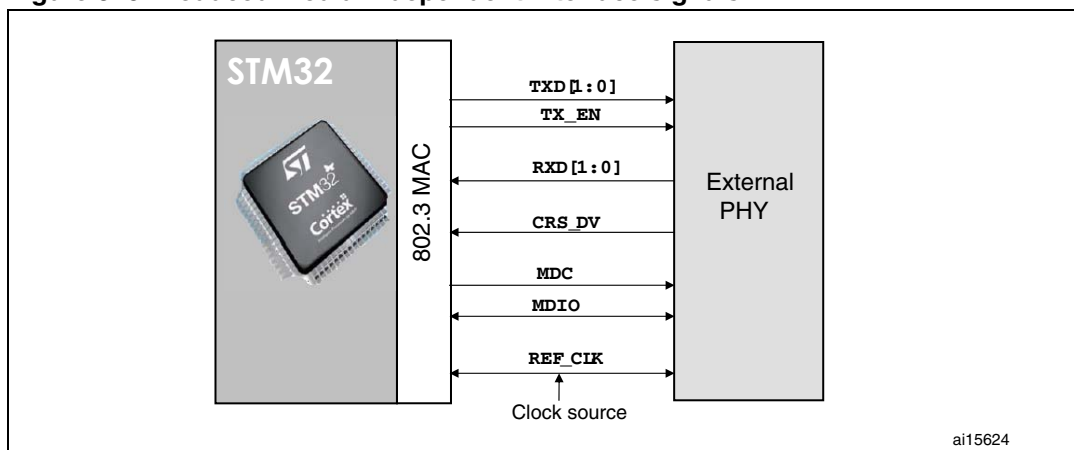 STM32
ST
STM32
Cortex
802.3 MAC
TXD[1:0]
TX_EN
RXD[1:0]
CRS_DV
MDC
MDIO
REF_CLK
Clock source
External
PHY
ai15624